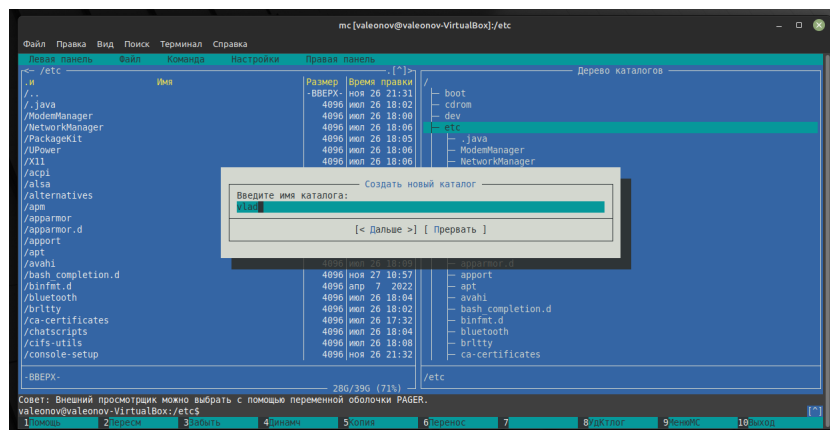 mc [valeonov@valeonov-VirtualBox]:/etc
Файл Правка Вид Поиск Терминал Справка
Левая панель Файл Команда Настройки Правая панель
<— /etc .[^]> Дерево каталогов
.и Имя Размер Время правки /
/.. -ВВЕРХ- ноя 26 21:31 boot
/.java 4096 июл 26 18:02 cdrom
/ModemManager 4096 июл 26 18:00 dev
/NetworkManager 4096 июл 26 18:06 etc
/PackageKit 4096 июл 26 18:05 .java
/UPower 4096 июл 26 18:06 ModemManager
/X11 4096 июл 26 18:06 NetworkManager
/acpi
/alsa Создать новый каталог
/alternatives Введите имя каталога:
/apm vlad
/apparmor
/apparmor.d [< Дальше >] [ Прервать ]
/apport
/apt
/avahi 4096 июл 26 18:09 apparmor.d
/bash_completion.d 4096 ноя 27 10:57 apport
/binfmt.d 4096 апр 7 2022 apt
/bluetooth 4096 июл 26 18:04 avahi
/brltty 4096 июл 26 18:02 bash_completion.d
/ca-certificates 4096 июл 26 17:32 binfmt.d
/chatscripts 4096 июл 26 18:04 bluetooth
/cifs-utils 4096 июл 26 18:08 brltty
/console-setup 4096 ноя 26 21:32 ca-certificates
-ВВЕРХ- /etc
28G/39G (71%)
Совет: Внешний просмотрщик можно выбрать с помощью переменной оболочки PAGER.
valeonov@valeonov-VirtualBox:/etc$ [^]
1Помощь 2Пересм 3Забыть 4Динамч 5Копия 6Перенос 7 8УдКтлог 9МенюМС 10Выход